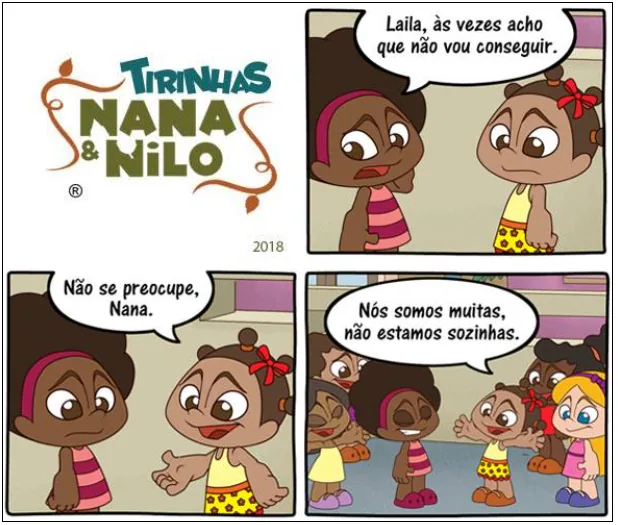 TIRINHAS
NANA
& NILO
®
2018
Laila, às vezes acho
que não vou conseguir.
Não se preocupe,
Nana.
Nós somos muitas,
não estamos sozinhas.